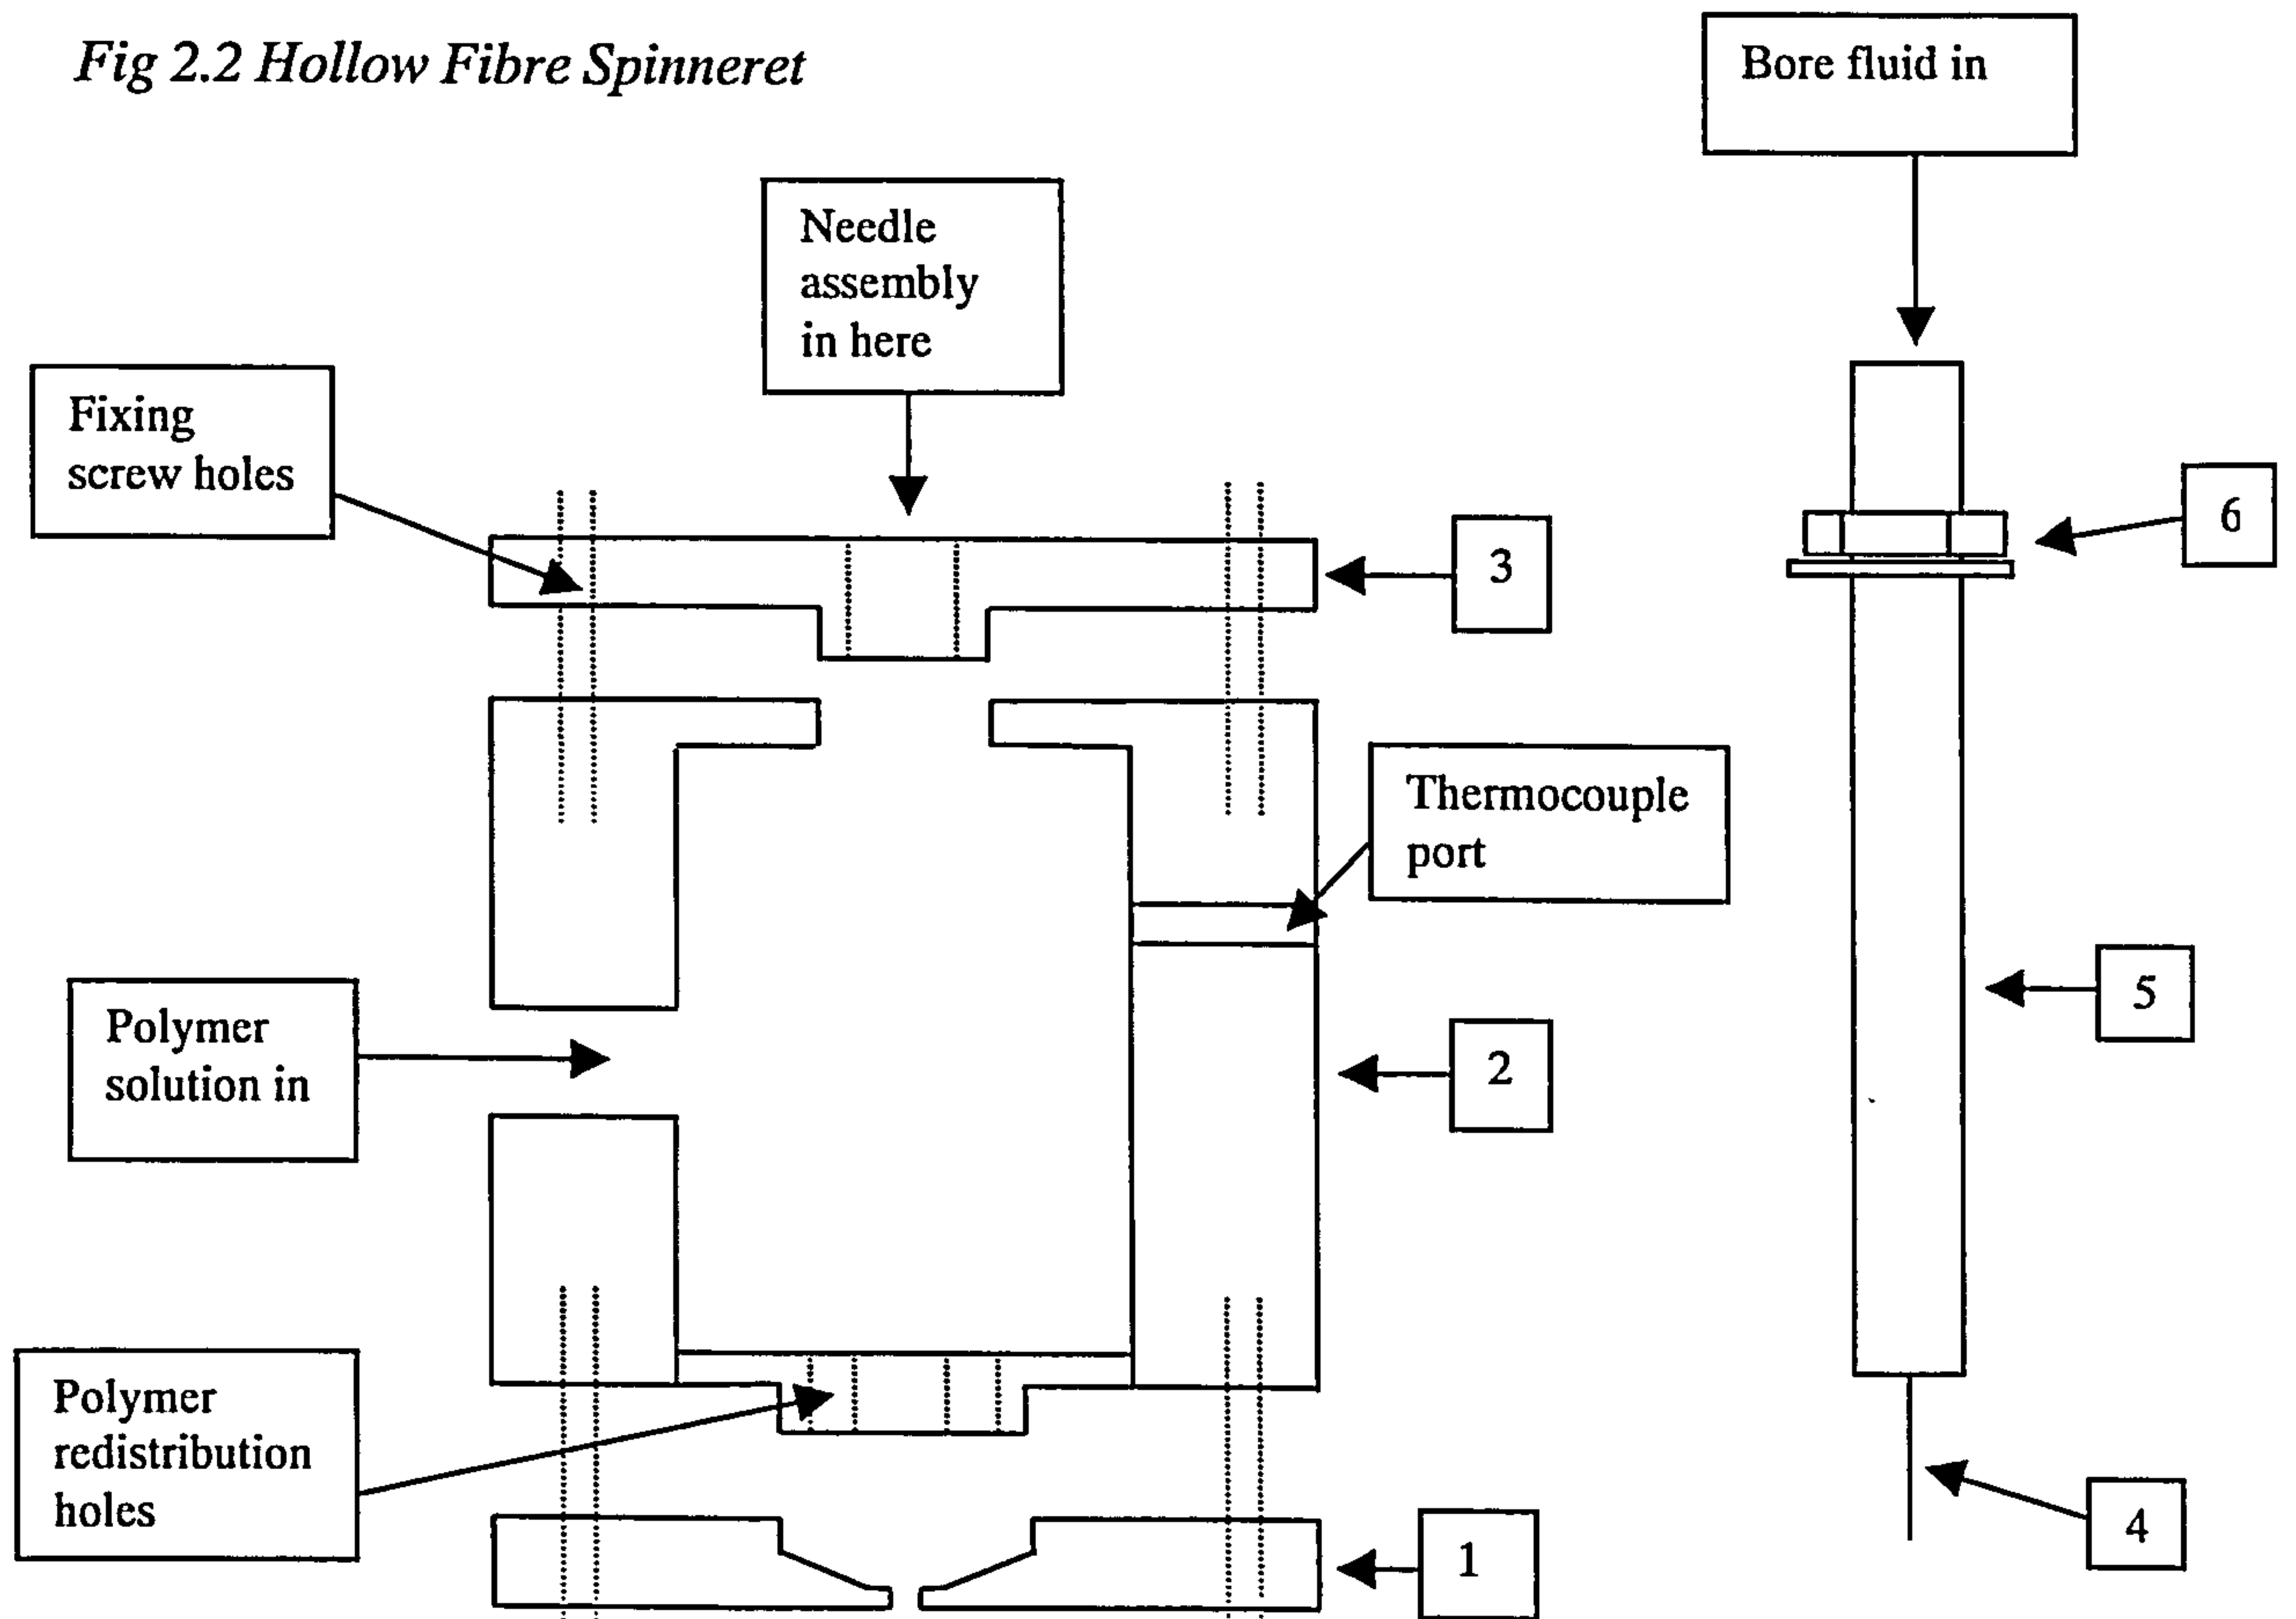 Fig 2.2 Hollow Fibre Spinneret
Bore fluid in
Needle
assembly
in here
Fixing
screw holes
6
3
Thermocouple
port
5
Polymer
solution in
2
Polymer
redistribution
holes
4
1